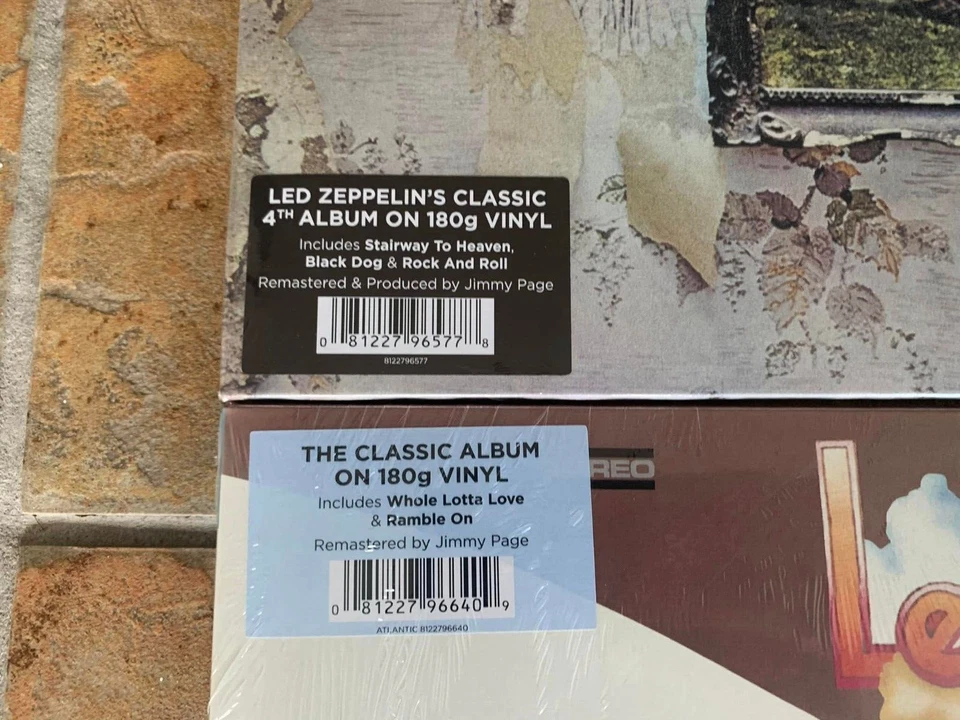 LED ZEPPELIN'S CLASSIC
4TH ALBUM ON 180g VINYL
Includes Stairway To Heaven,
Black Dog & Rock And Roll
Remastered & Produced by Jimmy Page
0 81227 96577 8
8122796577
THE CLASSIC ALBUM
ON 180g VINYL
Includes Whole Lotta Love
& Ramble On
Remastered by Jimmy Page
0 81227 96640 9
ATLANTIC 8122796640
REO
Le